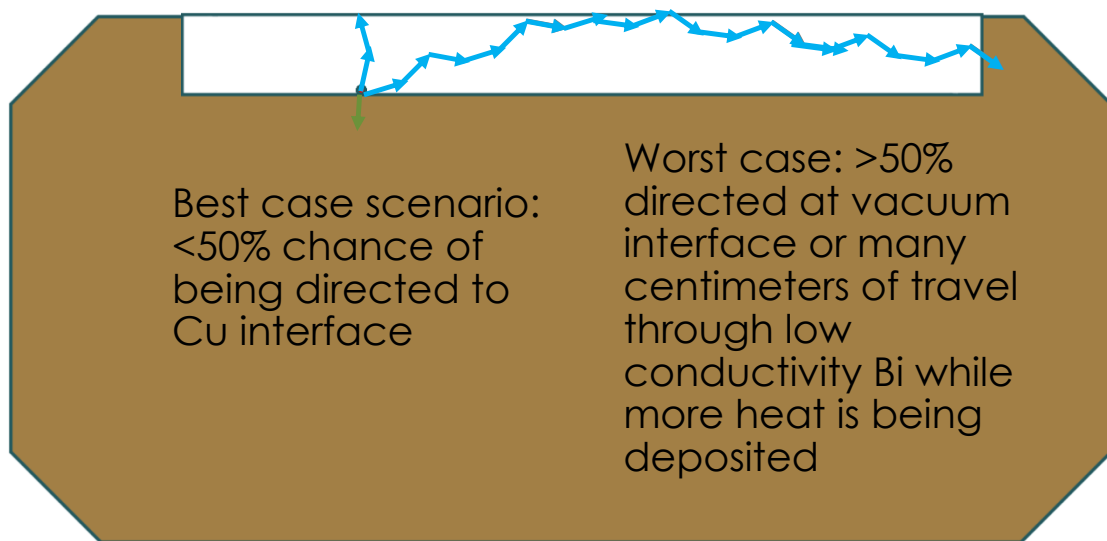 Best case scenario:
<50% chance of
being directed to
Cu interface
Worst case: >50%
directed at vacuum
interface or many
centimeters of travel
through low
conductivity Bi while
more heat is being
deposited